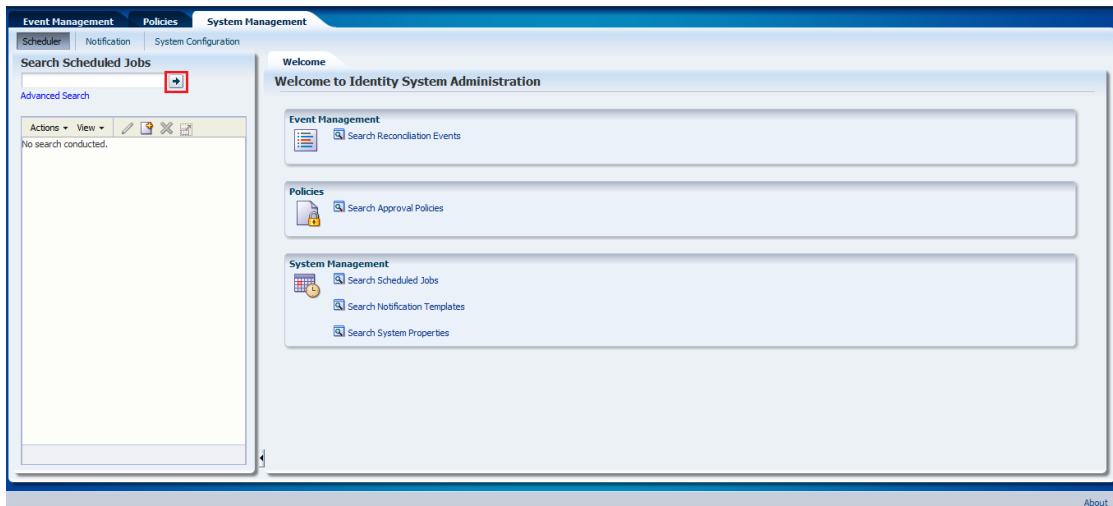 Event Management Policies System Management
Scheduler Notification System Configuration
Search Scheduled Jobs
Advanced Search
Actions View
No search conducted.
Welcome
Welcome to Identity System Administration
Event Management
Search Reconciliation Events
Policies
Search Approval Policies
System Management
Search Scheduled Jobs
Search Notification Templates
Search System Properties
About